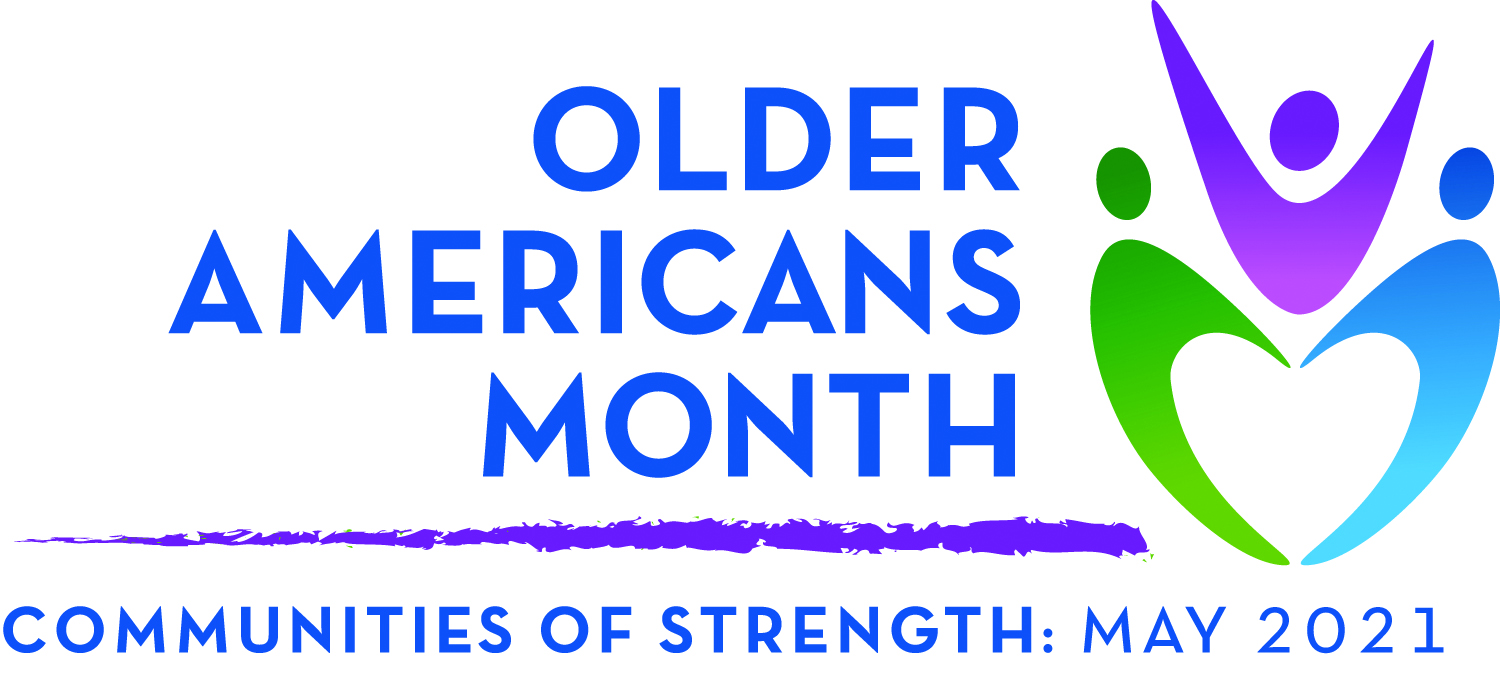 OLDER
AMERICANS
MONTH
COMMUNITIES OF STRENGTH: MAY 2021